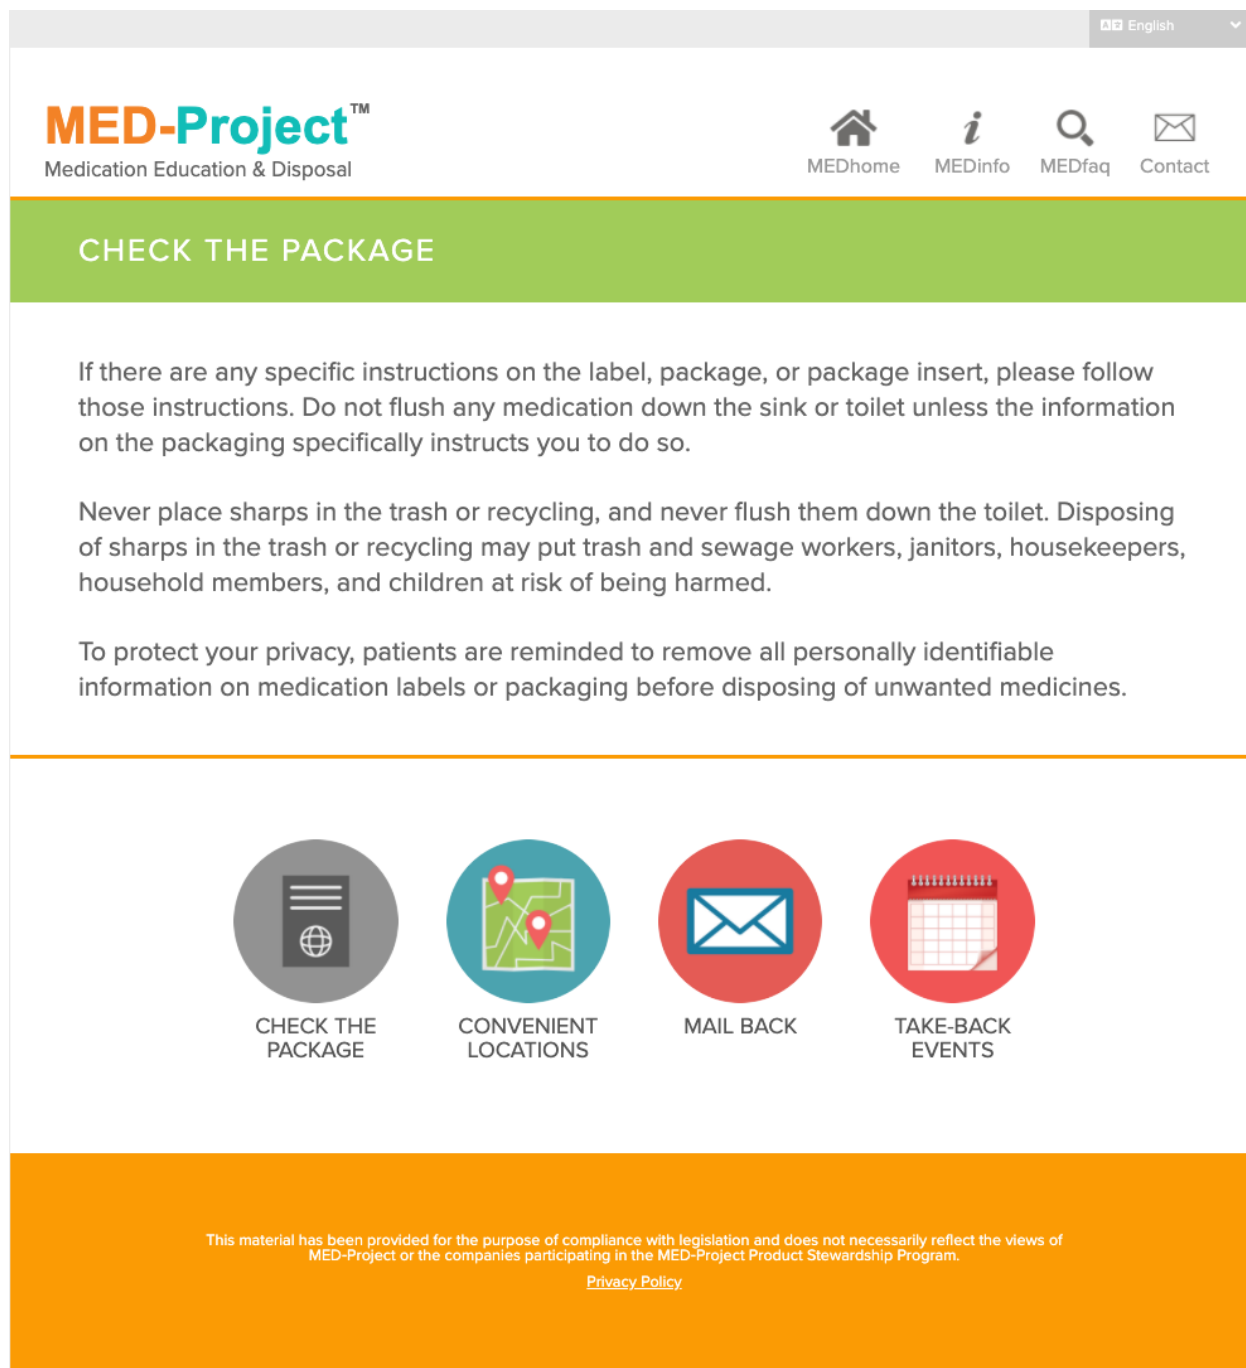 English
MED-Project™
Medication Education & Disposal
MEDhome
MEDinfo
MEDfaq
Contact
CHECK THE PACKAGE
If there are any specific instructions on the label, package, or package insert, please follow
those instructions. Do not flush any medication down the sink or toilet unless the information
on the packaging specifically instructs you to do so.
Never place sharps in the trash or recycling, and never flush them down the toilet. Disposing
of sharps in the trash or recycling may put trash and sewage workers, janitors, housekeepers,
household members, and children at risk of being harmed.
To protect your privacy, patients are reminded to remove all personally identifiable
information on medication labels or packaging before disposing of unwanted medicines.
CHECK THE
PACKAGE
CONVENIENT
LOCATIONS
MAIL BACK
TAKE-BACK
EVENTS
This material has been provided for the purpose of compliance with legislation and does not necessarily reflect the views of
MED-Project or the companies participating in the MED-Project Product Stewardship Program.
Privacy Policy